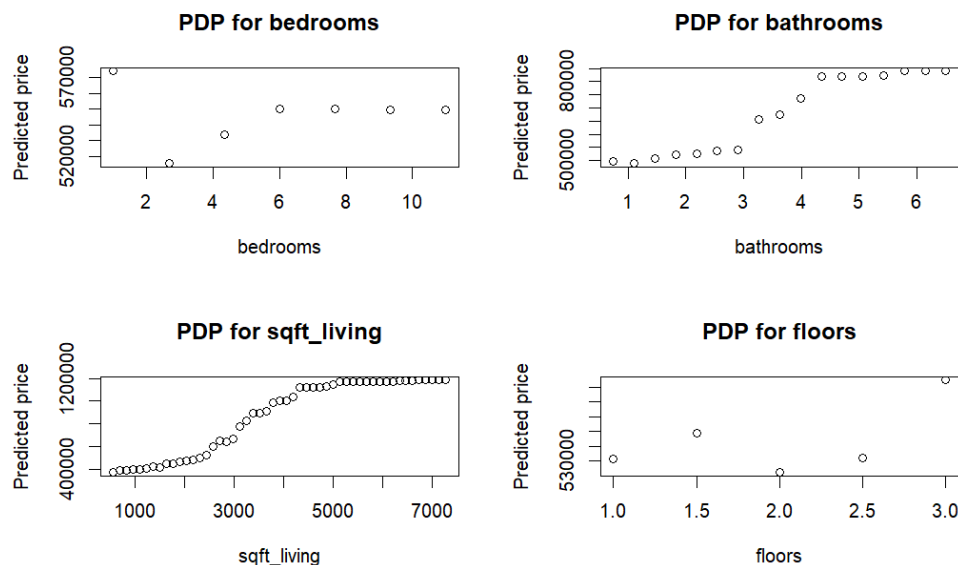 PDP for bedrooms
Predicted price
520000 570000
2 4 6 8 10
bedrooms
PDP for bathrooms
Predicted price
500000 800000
1 2 3 4 5 6
bathrooms
PDP for sqft_living
Predicted price
400000 1200000
1000 3000 5000 7000
sqft_living
PDP for floors
Predicted price
530000
1.0 1.5 2.0 2.5 3.0
floors